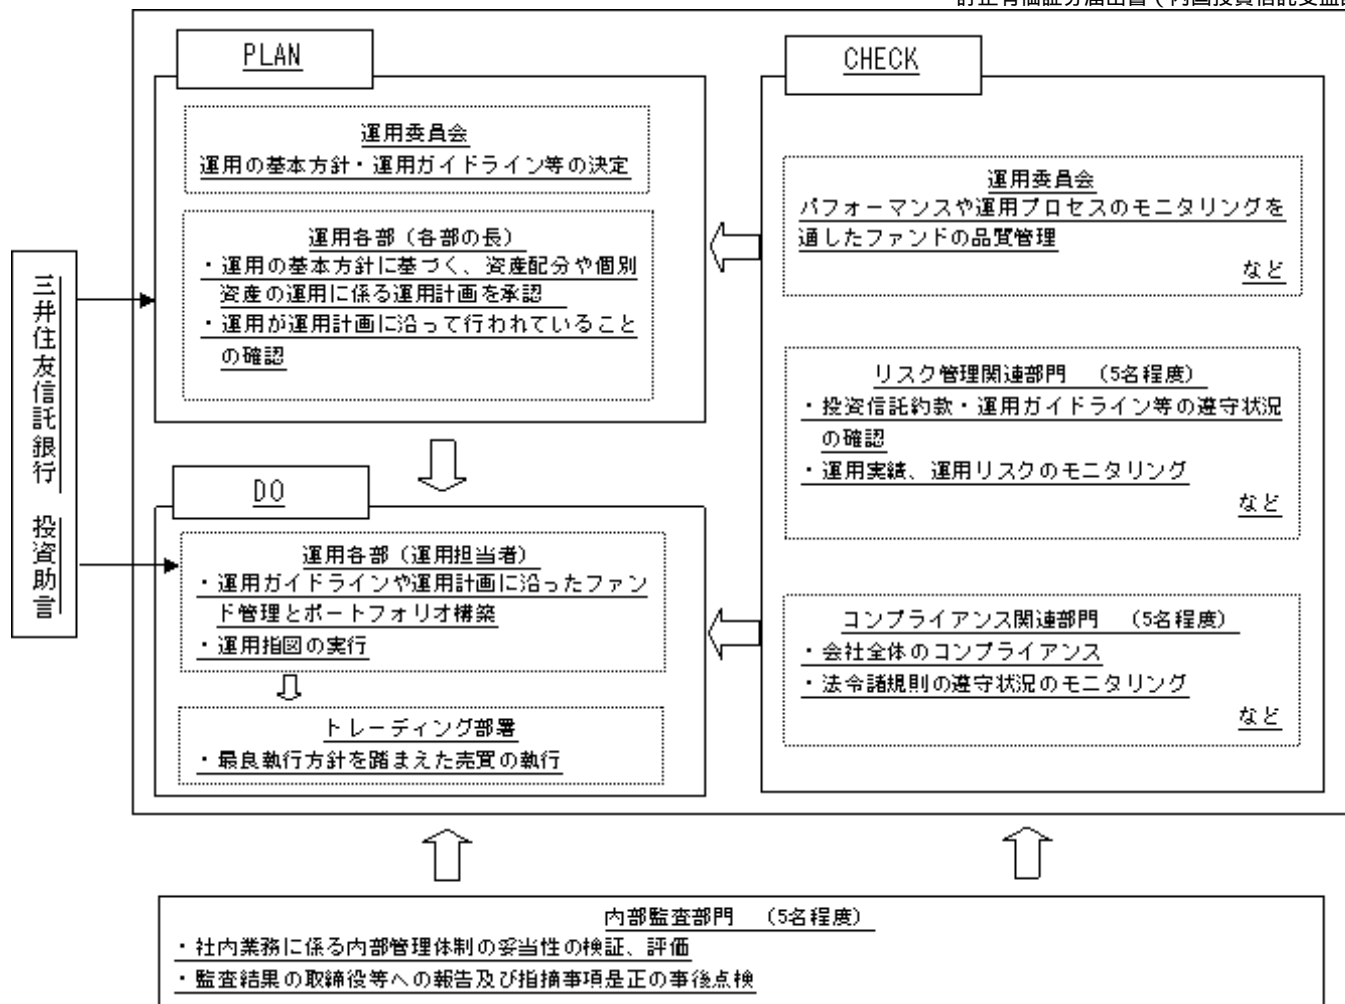 訂正有価証券届出書（内国投資信託受益
PLAN
運用委員会
運用の基本方針・運用ガイドライン等の決定
運用各部（各部の長）
・運用の基本方針に基づく、資産配分や個別
資産の運用に係る運用計画を承認
・運用が運用計画に沿って行われていること
の確認
三井住友信託銀行 投資助言
DO
運用各部（運用担当者）
・運用ガイドラインや運用計画に沿ったファン
ド管理とポートフォリオ構築
・運用指図の実行
トレーディング部署
・最良執行方針を踏まえた売買の執行
CHECK
運用委員会
パフォーマンスや運用プロセスのモニタリングを
通したファンドの品質管理
など
リスク管理関連部門 （5名程度）
・投資信託約款・運用ガイドライン等の遵守状況
の確認
・運用実績、運用リスクのモニタリング
など
コンプライアンス関連部門 （5名程度）
・会社全体のコンプライアンス
・法令諸規則の遵守状況のモニタリング
など
内部監査部門 （5名程度）
・社内業務に係る内部管理体制の妥当性の検証、評価
・監査結果の取締役等への報告及び指摘事項是正の事後点検